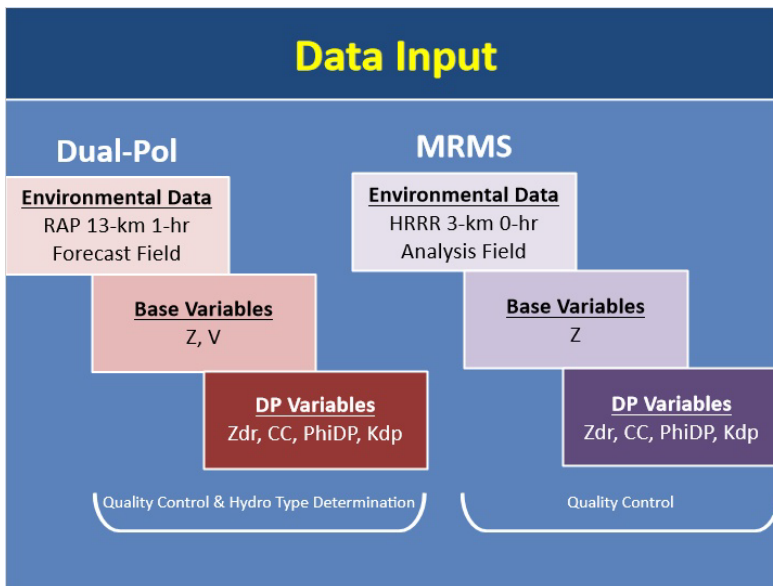 Data Input
Dual-Pol
Environmental Data
RAP 13-km 1-hr
Forecast Field
Base Variables
Z, V
DP Variables
Zdr, CC, PhiDP, Kdp
Quality Control & Hydro Type Determination
MRMS
Environmental Data
HRRR 3-km 0-hr
Analysis Field
Base Variables
Z
DP Variables
Zdr, CC, PhiDP, Kdp
Quality Control